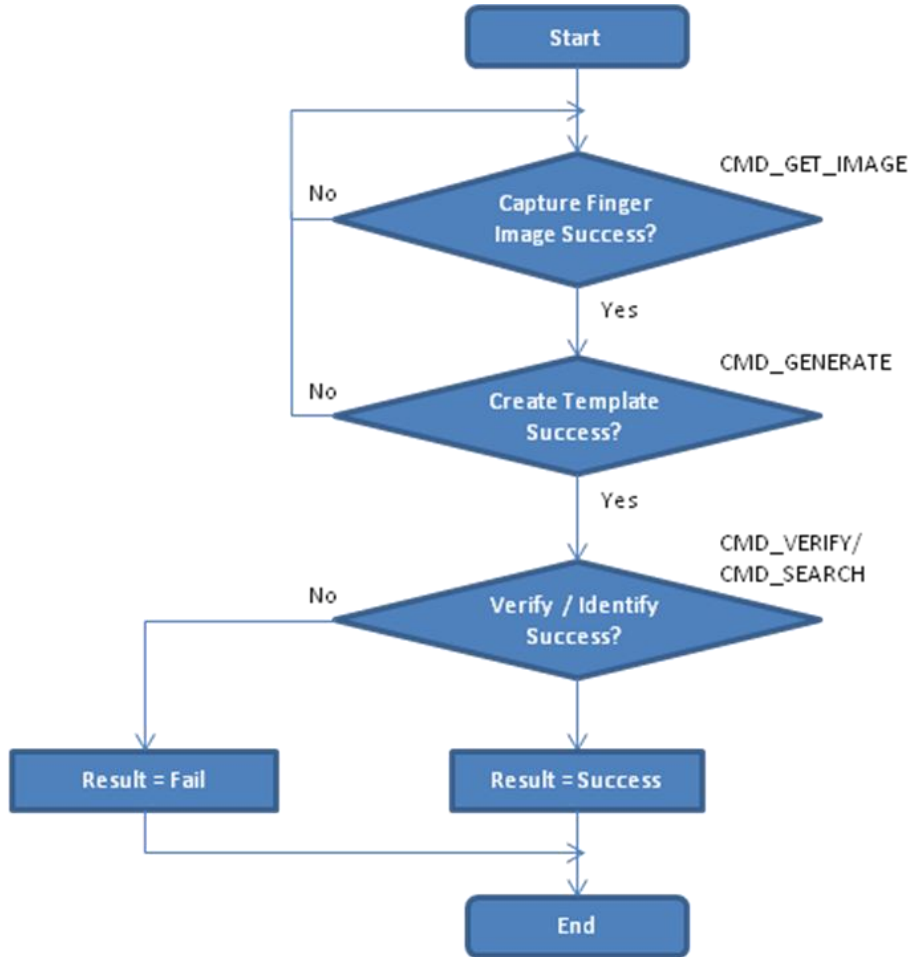 Start
CMD_GET_IMAGE
No
Capture Finger
Image Success?
Yes
CMD_GENERATE
No
Create Template
Success?
Yes
CMD_VERIFY/
CMD_SEARCH
No
Verify / Identify
Success?
Result = Fail
Result = Success
End